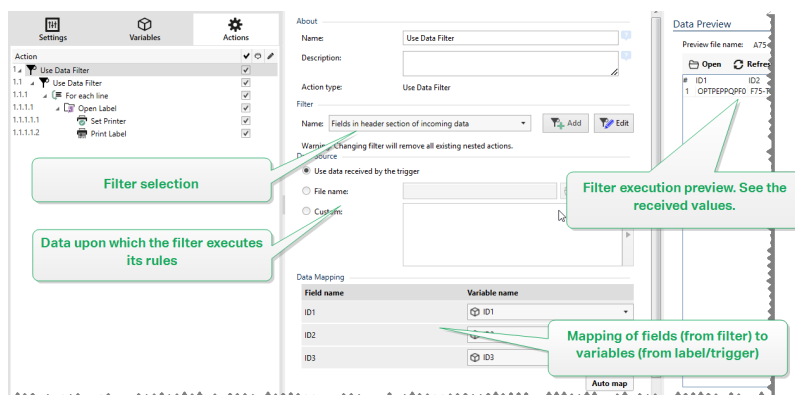 Settings
Variables
Actions
Action
1 Use Data Filter
1.1 Use Data Filter
1.1.1 For each line
1.1.1.1 Open Label
1.1.1.1.1 Set Printer
1.1.1.1.2 Print Label
About
Name: Use Data Filter
Description:
Action type: Use Data Filter
Filter
Name: Fields in header section of incoming data
Add
Edit
Warning: Changing filter will remove all existing nested actions.
Use data received by the trigger
File name:
Custom:
Data Mapping
Field name Variable name
ID1 ID1
ID2
ID3 ID3
Auto map
Data Preview
Preview file name: A75
Open
# ID1 ID2
1 OPTPEPPQPF0
Filter selection
Data upon which the filter executes
its rules
Filter execution preview. See the
received values.
Mapping of fields (from filter) to
variables (from label/trigger)